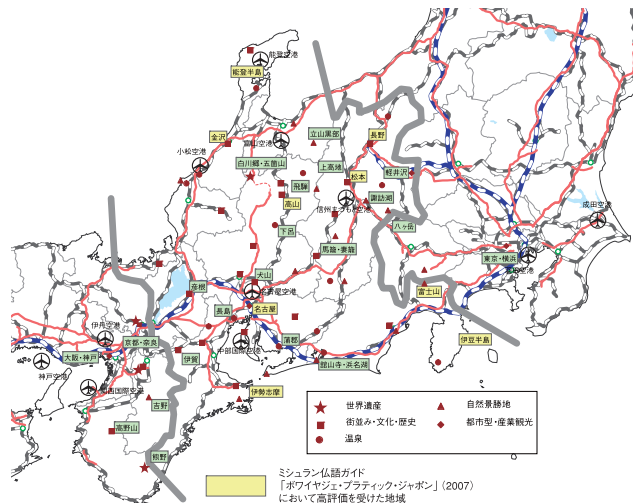 能登空港
能登半島
金沢
富山空港
立山黒部
長野
小松空港
白川郷・五箇山
上高地
松本
軽井沢
飛騨
高山
信州まつもと空港
諏訪湖
成田空港
下呂
八ヶ岳
馬籠・妻籠
東京・横浜
犬山
富士山
彦根
名古屋空港
長島
名古屋
伊丹空港
京都・奈良
蒲郡
伊豆半島
大阪・神戸
伊賀
中部国際空港
舘山寺・浜名湖
神戸空港
関西国際空港
吉野
伊勢志摩
高野山
熊野
世界遺産
自然景勝地
街並み・文化・歴史
都市型・産業観光
温泉
ミシュラン仏語ガイド
「ボワイヤジェ・プラティック・ジャポン」(2007)
において高評価を受けた地域